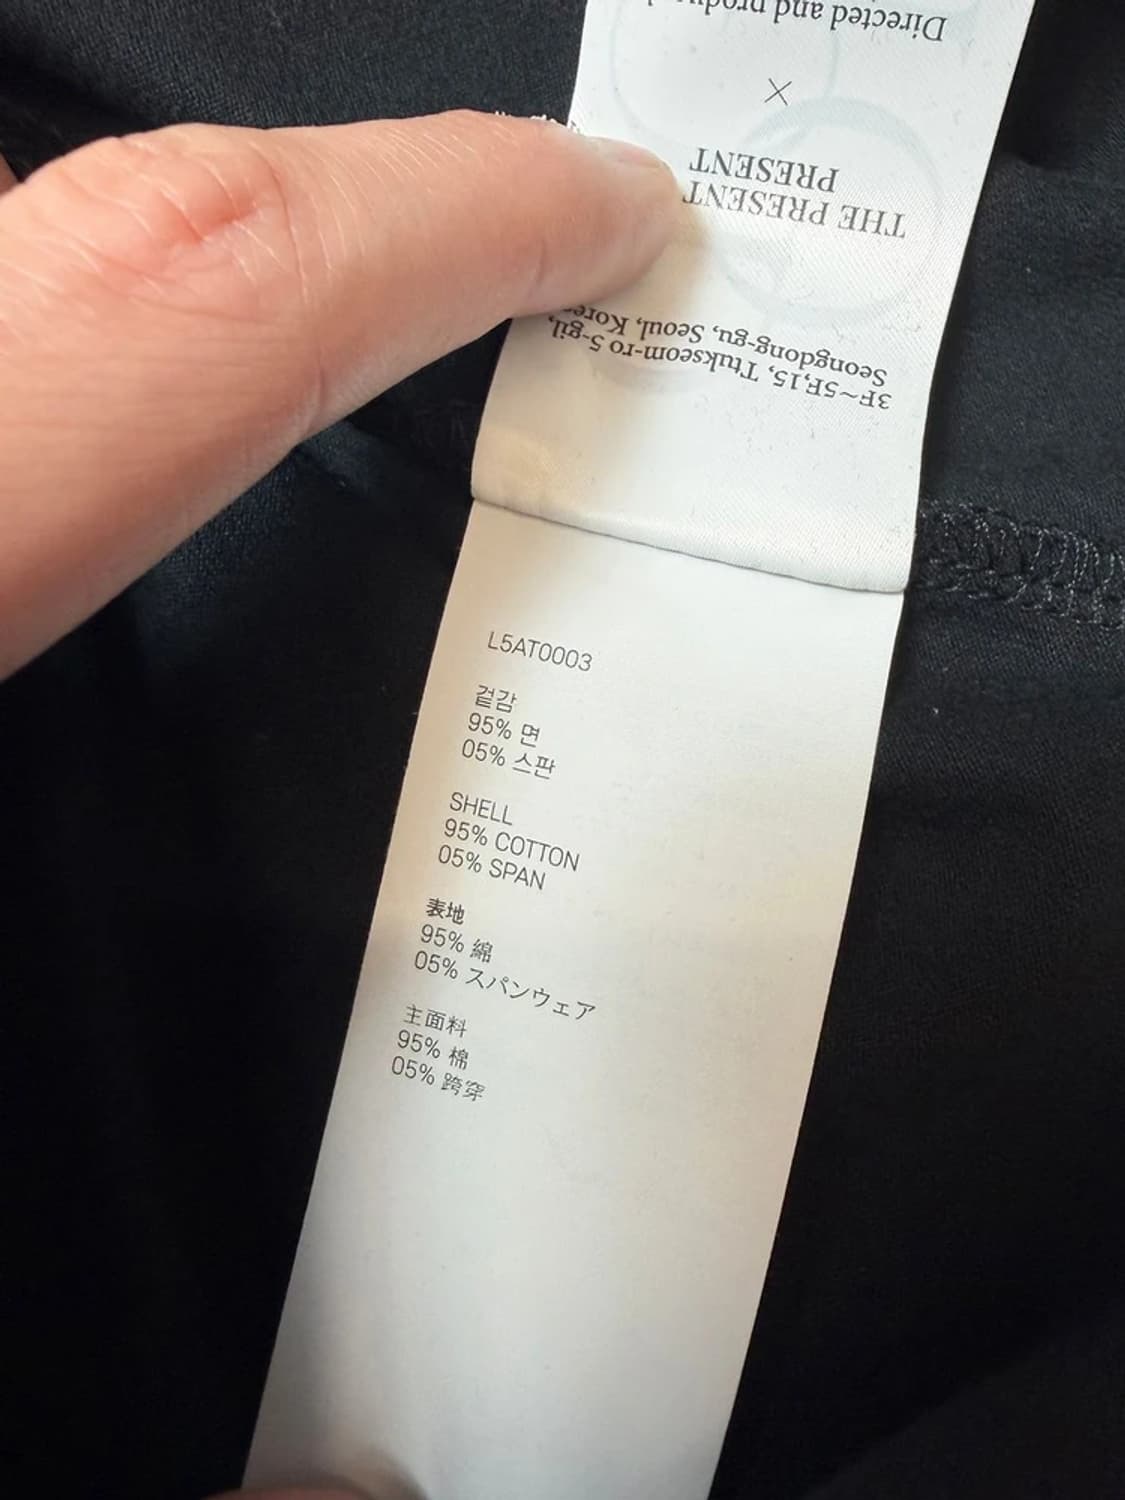 Directed and
×
THE PRESENT
PRESENT
3F~5F,15, Ttukseom-ro 5-gil,
Seongdong-gu, Seoul, Korea
L5AT0003
겉감
95% 면
05% 스판
SHELL
95% COTTON
05% SPAN
表地
95% 綿
05% スパンウェア
主面料
95% 棉
05% 跨穿